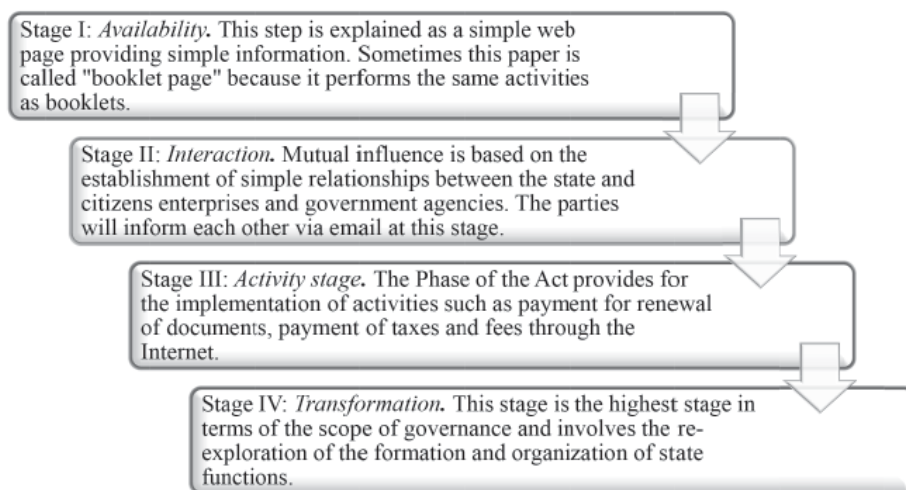 Stage I: Availability. This step is explained as a simple web
page providing simple information. Sometimes this paper is
called "booklet page" because it performs the same activities
as booklets.
Stage II: Interaction. Mutual influence is based on the
establishment of simple relationships between the state and
citizens enterprises and government agencies. The parties
will inform each other via email at this stage.
Stage III: Activity stage. The Phase of the Act provides for
the implementation of activities such as payment for renewal
of documents, payment of taxes and fees through the
Internet.
Stage IV: Transformation. This stage is the highest stage in
terms of the scope of governance and involves the re-
exploration of the formation and organization of state
functions.